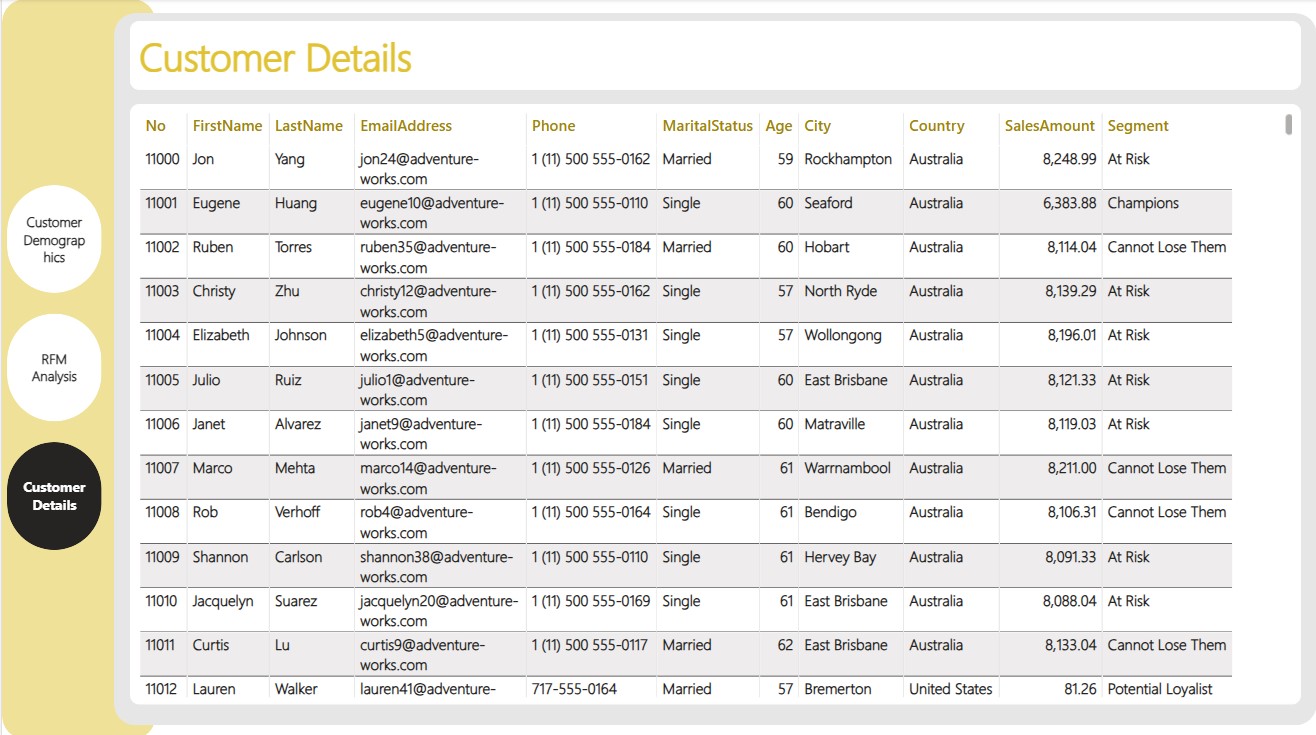 Customer Details
Customer
Demograp
hics
RFM
Analysis
Customer
Details
No FirstName LastName EmailAddress Phone MaritalStatus Age City Country SalesAmount Segment
11000 Jon Yang jon24@adventure- 1 (11) 500 555-0162 Married 59 Rockhampton Australia 8,248.99 At Risk
works.com
11001 Eugene Huang eugene10@adventure- 1 (11) 500 555-0110 Single 60 Seaford Australia 6,383.88 Champions
works.com
11002 Ruben Torres ruben35@adventure- 1 (11) 500 555-0184 Married 60 Hobart Australia 8,114.04 Cannot Lose Them
works.com
11003 Christy Zhu christy12@adventure- 1 (11) 500 555-0162 Single 57 North Ryde Australia 8,139.29 At Risk
works.com
11004 Elizabeth Johnson elizabeth5@adventure- 1 (11) 500 555-0131 Single 57 Wollongong Australia 8,196.01 At Risk
works.com
11005 Julio Ruiz julio1@adventure- 1 (11) 500 555-0151 Single 60 East Brisbane Australia 8,121.33 At Risk
works.com
11006 Janet Alvarez janet9@adventure- 1 (11) 500 555-0184 Single 60 Matraville Australia 8,119.03 At Risk
works.com
11007 Marco Mehta marco14@adventure- 1 (11) 500 555-0126 Married 61 Warrnambool Australia 8,211.00 Cannot Lose Them
works.com
11008 Rob Verhoff rob4@adventure- 1 (11) 500 555-0164 Single 61 Bendigo Australia 8,106.31 Cannot Lose Them
works.com
11009 Shannon Carlson shannon38@adventure- 1 (11) 500 555-0110 Single 61 Hervey Bay Australia 8,091.33 At Risk
works.com
11010 Jacquelyn Suarez jacquelyn20@adventure- 1 (11) 500 555-0169 Single 61 East Brisbane Australia 8,088.04 At Risk
works.com
11011 Curtis Lu curtis9@adventure- 1 (11) 500 555-0117 Married 62 East Brisbane Australia 8,133.04 Cannot Lose Them
works.com
11012 Lauren Walker lauren41@adventure- 717-555-0164 Married 57 Bremerton United States 81.26 Potential Loyalist